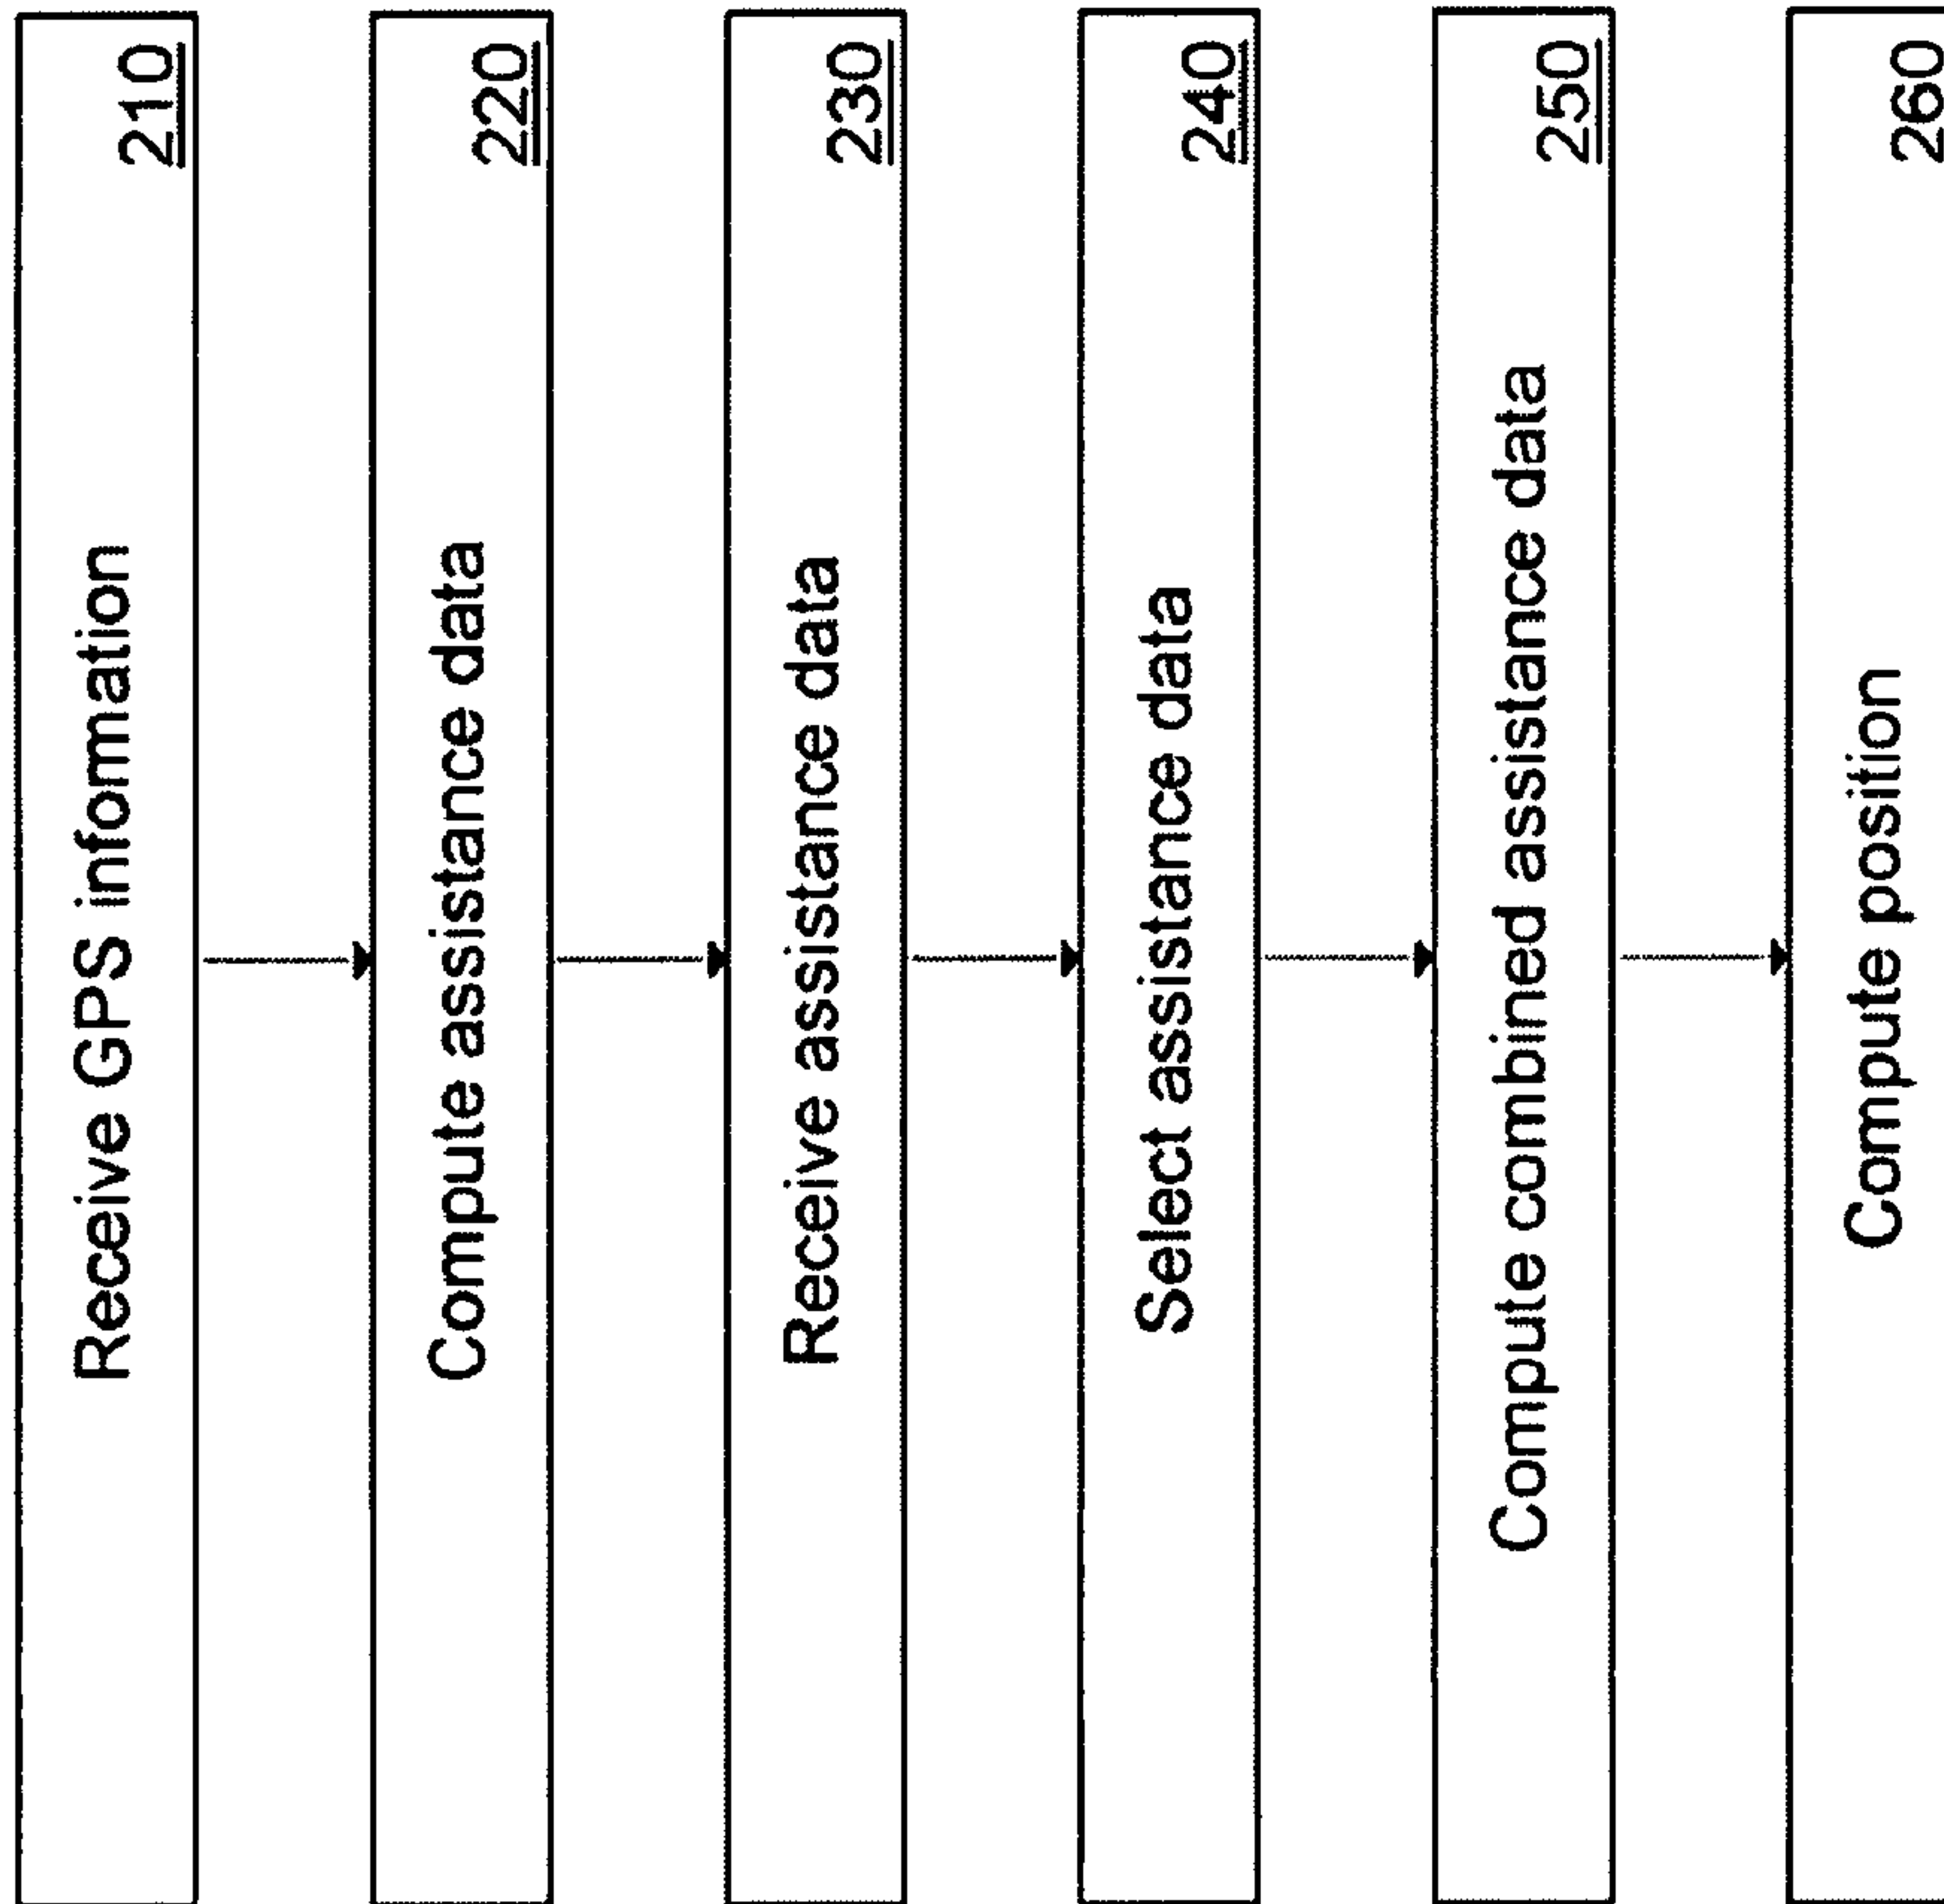 Receive GPS infomation
210
Compute assistance data
220
Receive assistance data
230
Select assistance data
240
Compute combined assistance data
250
Compute position
260